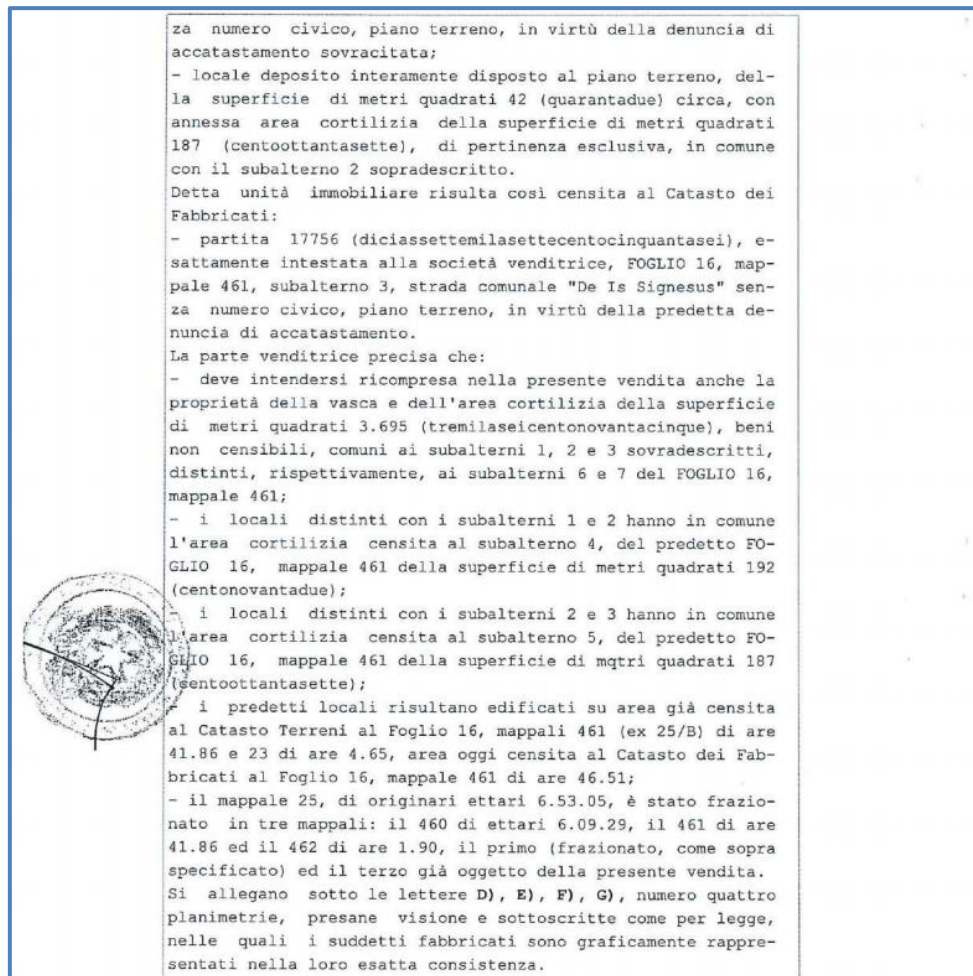 za numero civico, piano terreno, in virtù della denuncia di
accatastamento sovracitata;
- locale deposito interamente disposto al piano terreno, del-
la superficie di metri quadrati 42 (quarantadue) circa, con
annessa area cortilizia della superficie di metri quadrati
187 (centoottantasette), di pertinenza esclusiva, in comune
con il subalterno 2 sopradescritto.
Detta unità immobiliare risulta così censita al Catasto dei
Fabbricati:
- partita 17756 (diciassettemilasettecentocinquantasei), e-
sattamente intestata alla società venditrice, FOGLIO 16, map-
pale 461, subalterno 3, strada comunale "De Is Signesus" sen-
za numero civico, piano terreno, in virtù della predetta de-
nuncia di accatastamento.
La parte venditrice precisa che:
- deve intendersi ricompresa nella presente vendita anche la
proprietà della vasca e dell'area cortilizia della superficie
di metri quadrati 3.695 (tremilaseicentonovantacinque), beni
non censibili, comuni ai subalterni 1, 2 e 3 sovradescritti,
distinti, rispettivamente, ai subalterni 6 e 7 del FOGLIO 16,
mappale 461;
- i locali distinti con i subalterni 1 e 2 hanno in comune
l'area cortilizia censita al subalterno 4, del predetto FO-
GLIO 16, mappale 461 della superficie di metri quadrati 192
(centonovantadue);
- i locali distinti con i subalterni 2 e 3 hanno in comune
l'area cortilizia censita al subalterno 5, del predetto FO-
GLIO 16, mappale 461 della superficie di mqtri quadrati 187
(centoottantasette);
- i predetti locali risultano edificati su area già censita
al Catasto Terreni al Foglio 16, mappali 461 (ex 25/B) di are
41.86 e 23 di are 4.65, area oggi censita al Catasto dei Fab-
bricati al Foglio 16, mappale 461 di are 46.51;
- il mappale 25, di originari ettari 6.53.05, è stato frazio-
nato in tre mappali: il 460 di ettari 6.09.29, il 461 di are
41.86 ed il 462 di are 1.90, il primo (frazionato, come sopra
specificato) ed il terzo già oggetto della presente vendita.
Si allegano sotto le lettere D), E), F), G), numero quattro
planimetrie, presane visione e sottoscritte come per legge,
nelle quali i suddetti fabbricati sono graficamente rappre-
sentati nella loro esatta consistenza.